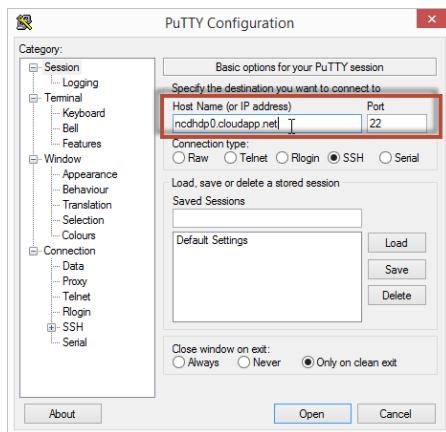 PuTTY Configuration
Category:
Session
Logging
Terminal
Keyboard
Bell
Features
Window
Appearance
Behaviour
Translation
Selection
Colours
Connection
Data
Proxy
Telnet
Rlogin
SSH
Serial
Basic options for your PuTTY session
Specify the destination you want to connect to
Host Name (or IP address) Port
ncdhdp0.cloudapp.net 22
Connection type:
Raw Telnet Rlogin SSH Serial
Load, save or delete a stored session
Saved Sessions
Default Settings
Load
Save
Delete
Close window on exit:
Always Never Only on clean exit
About Open Cancel